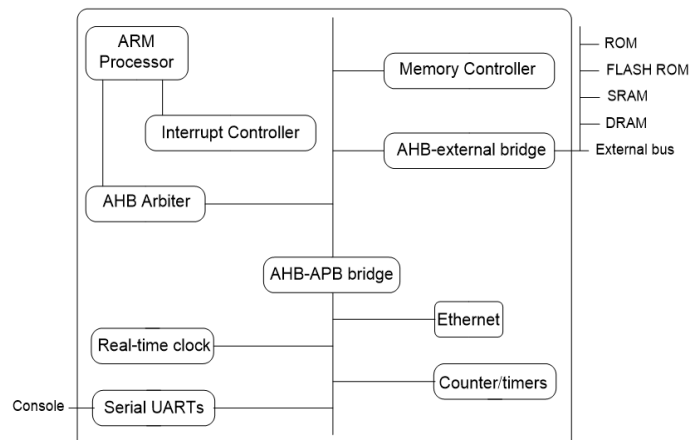 ARM
Processor
Interrupt Controller
AHB Arbiter
Memory Controller
AHB-external bridge
ROM
FLASH ROM
SRAM
DRAM
External bus
AHB-APB bridge
Ethernet
Real-time clock
Counter/timers
Console
Serial UARTs